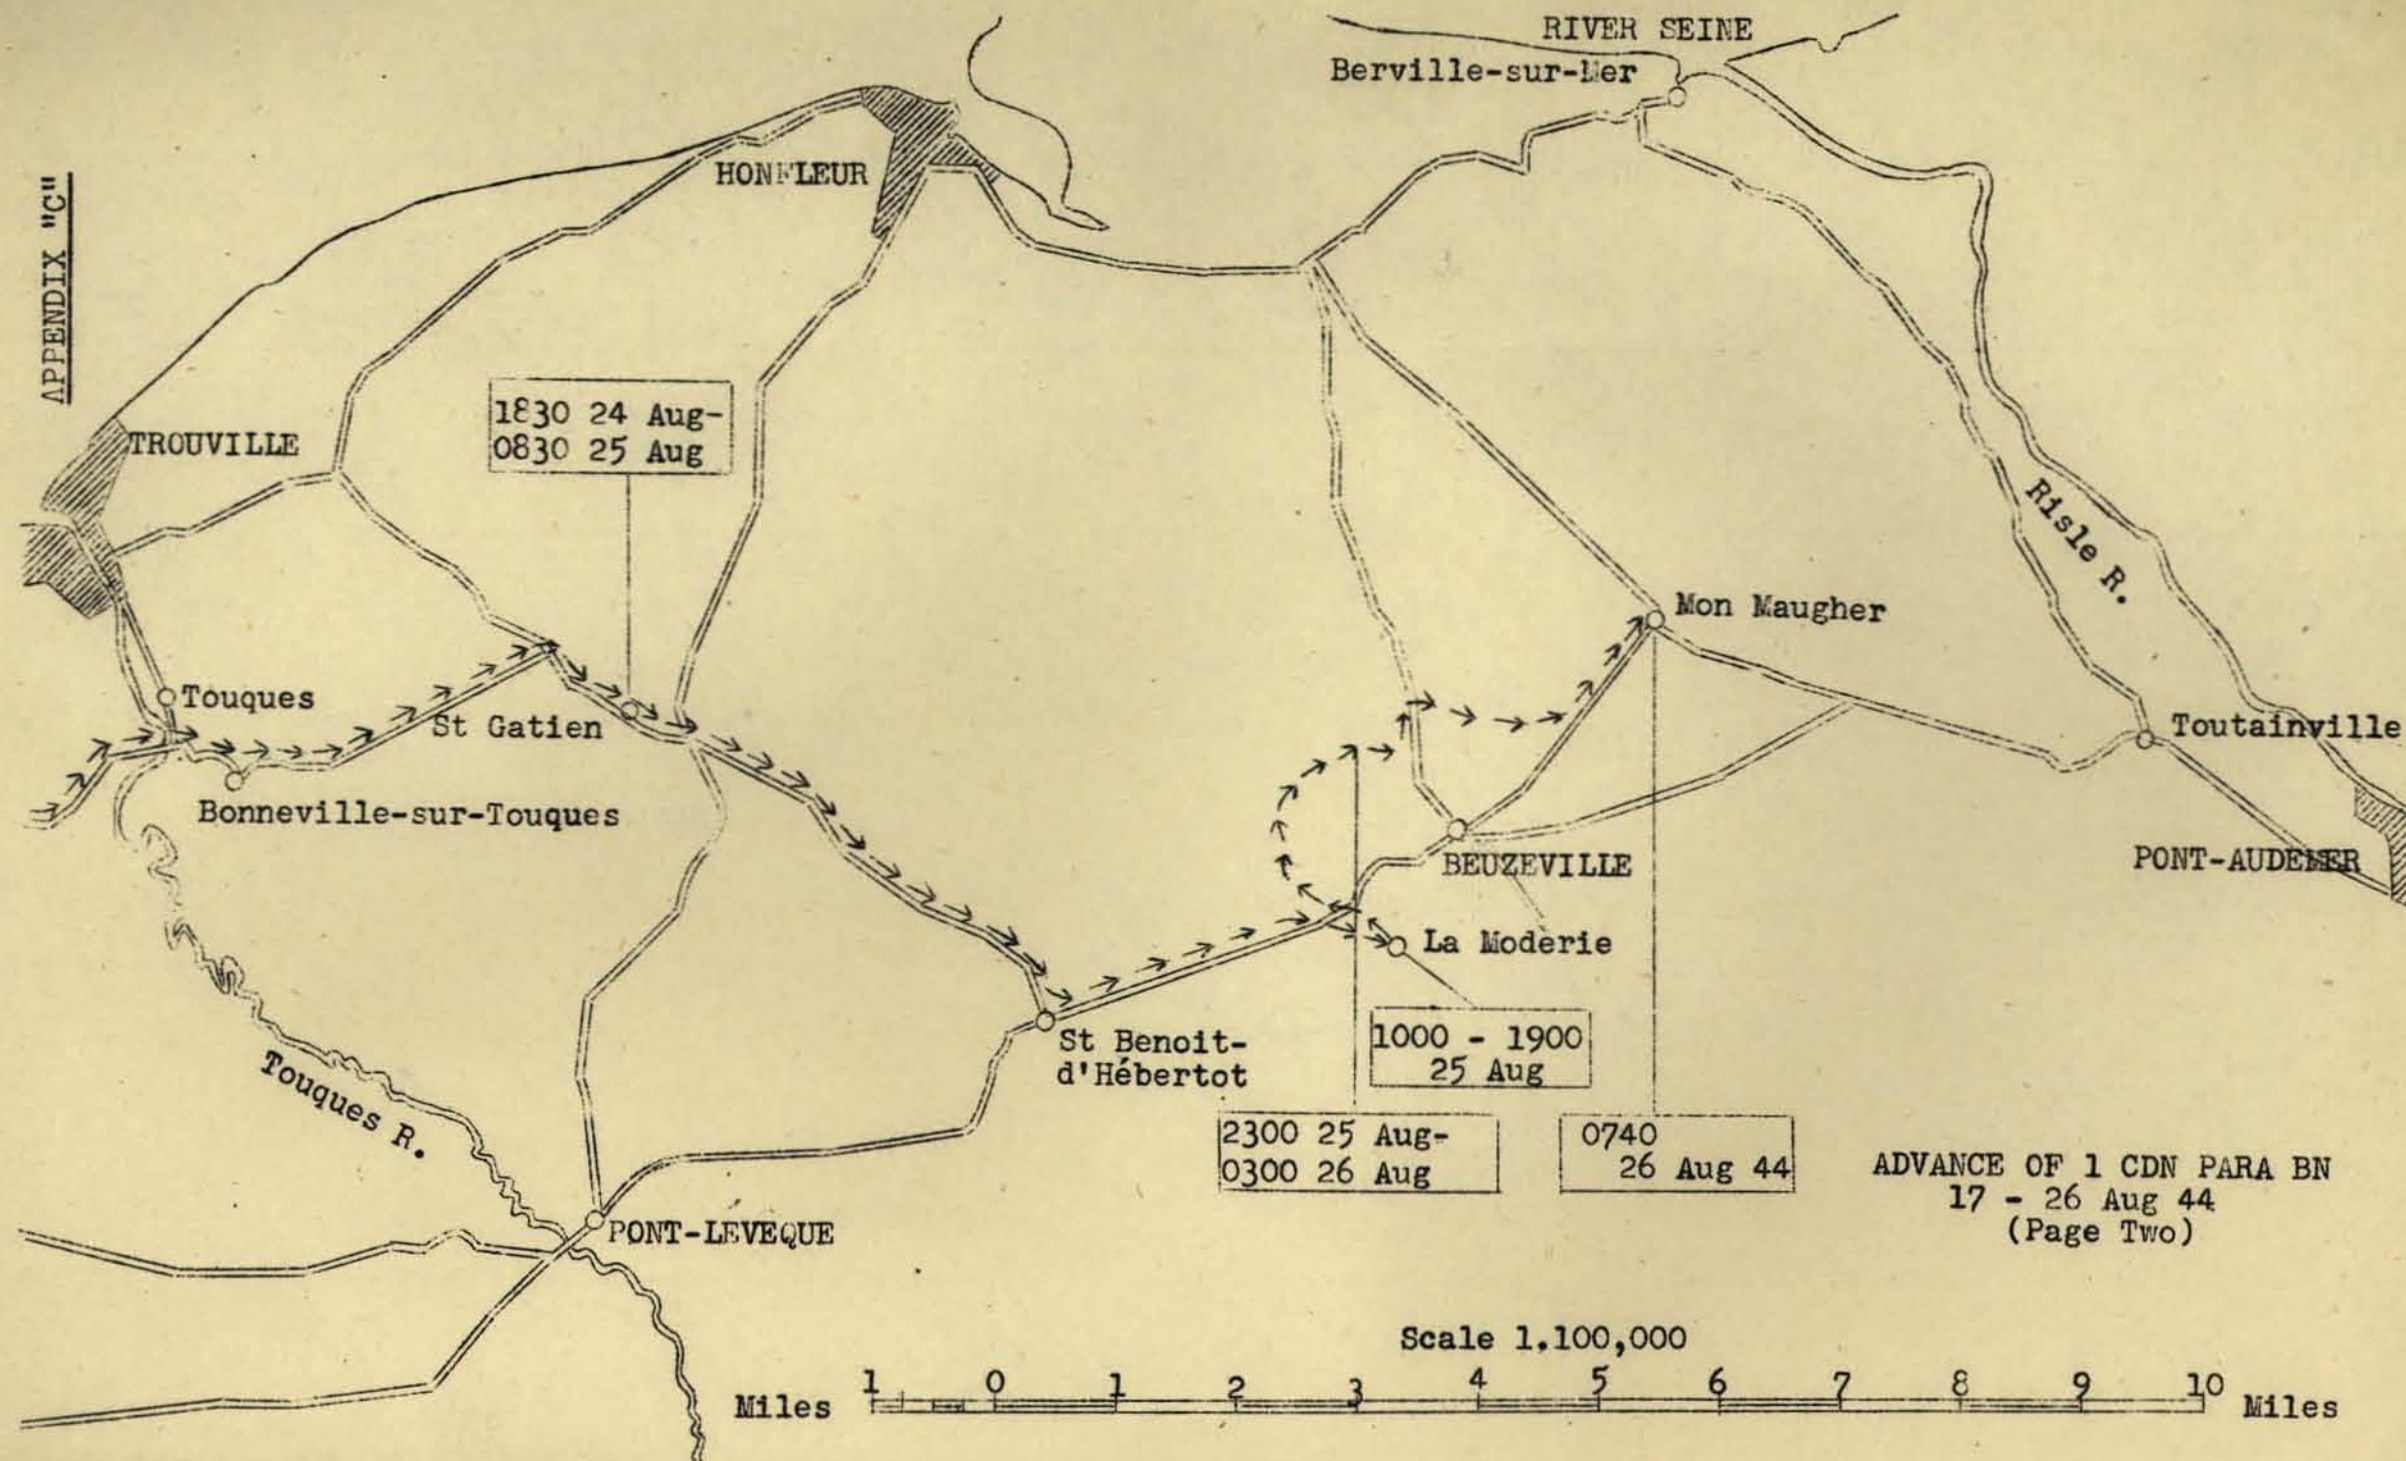 RIVER SEINE
Berville-sur-Mer
APPENDIX "C"
HONFLEUR
1830 24 Aug-
0830 25 Aug
TROUVILLE
Risle R.
Mon Maugher
Touques
St Gatien
Toutainville
Bonneville-sur-Touques
BEUZEVILLE
PONT-AUDEMER
La Moderie
St Benoit-
d'Hébertot
1000 - 1900
25 Aug
Touques R.
2300 25 Aug-
0300 26 Aug
0740
26 Aug 44
ADVANCE OF 1 CDN PARA BN
17 - 26 Aug 44
(Page Two)
PONT-LÉVEQUE
Scale 1.100,000
Miles 1 0 1 2 3 4 5 6 7 8 9 10 Miles